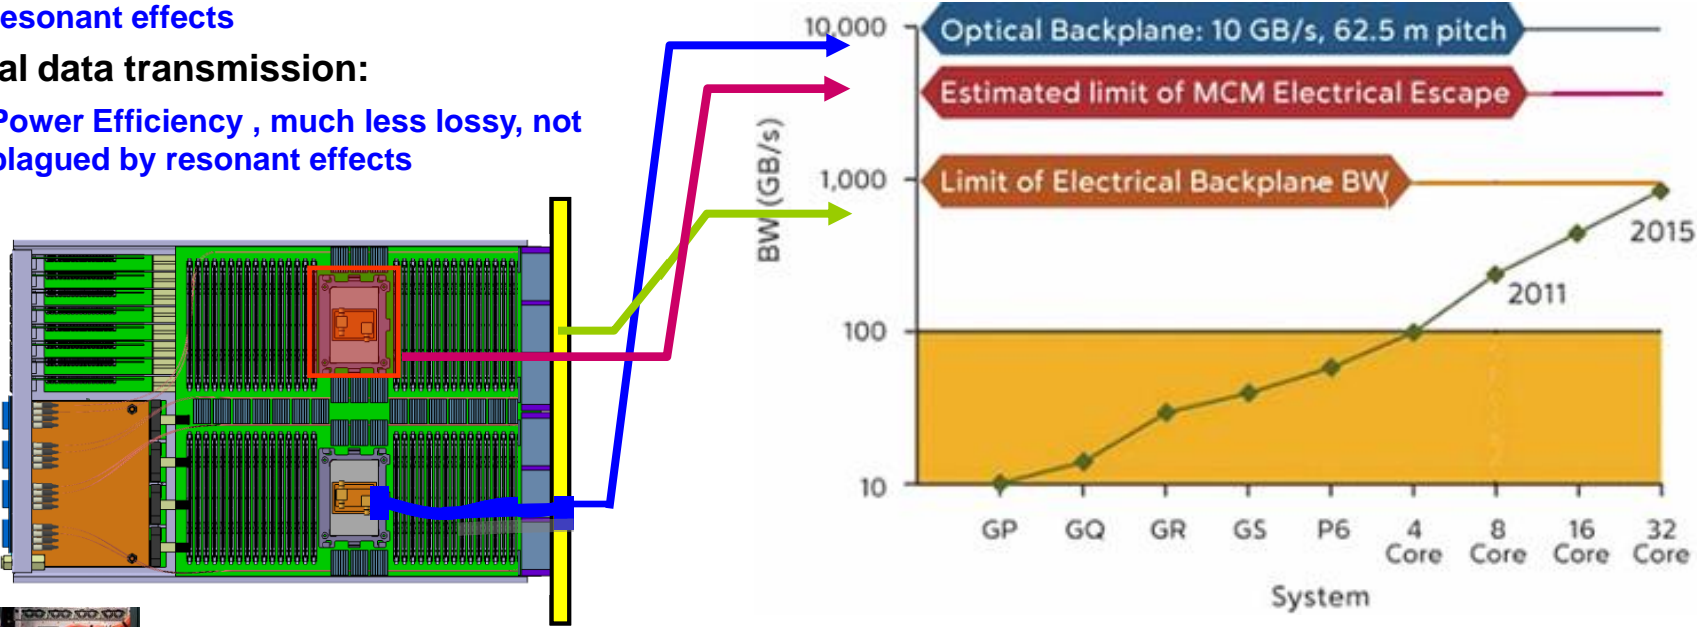 esonant effects
al data transmission:
Power Efficiency , much less lossy, not
plagued by resonant effects
10,000
Optical Backplane: 10 GB/s, 62.5 m pitch
Estimated limit of MCM Electrical Escape
BW (GB/s)
1,000
Limit of Electrical Backplane BW
2015
2011
100
10
GP GQ GR GS P6 4 Core 8 Core 16 Core 32 Core
System